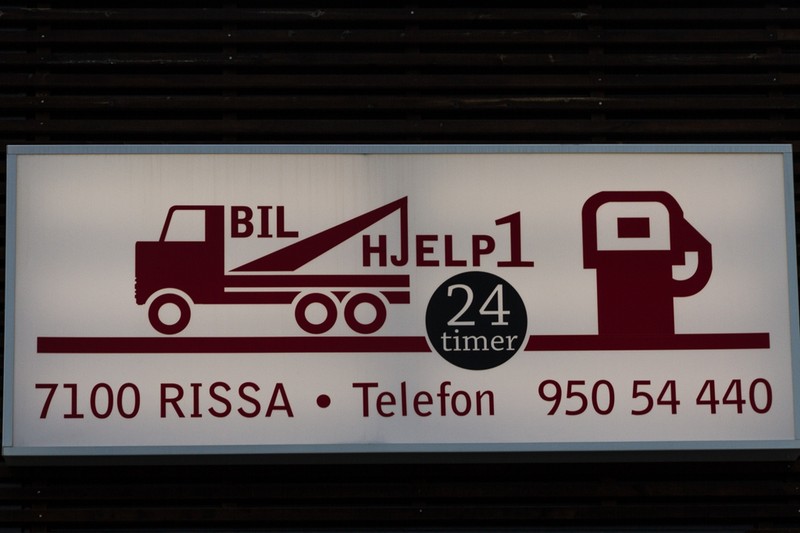 BIL
HJELP1
24
timer
7100 RISSA • Telefon 950 54 440